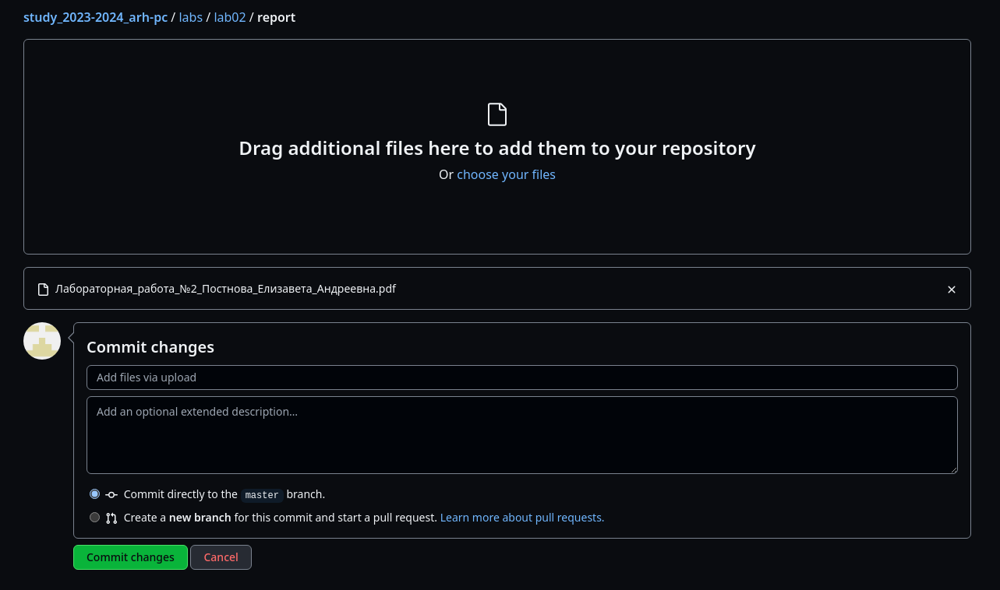 study_2023-2024_arh-pc / labs / lab02 / report
Drag additional files here to add them to your repository
Or choose your files
Лабораторная_работа_№2_Постнова_Елизавета_Андреевна.pdf
Commit changes
Add files via upload
Add an optional extended description...
Commit directly to the master branch.
Create a new branch for this commit and start a pull request. Learn more about pull requests.
Commit changes Cancel